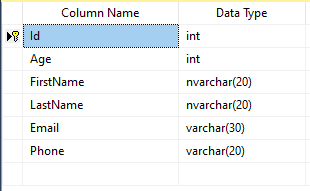 Column Name Data Type
Id int
Age int
FirstName nvarchar(20)
LastName nvarchar(20)
Email varchar(30)
Phone varchar(20)